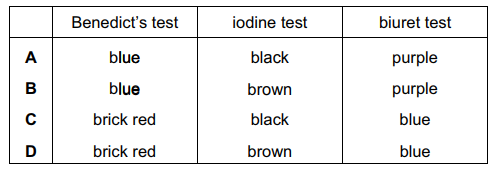 Benedict's test iodine test biuret test
A blue black purple
B blue brown purple
C brick red black blue
D brick red brown blue